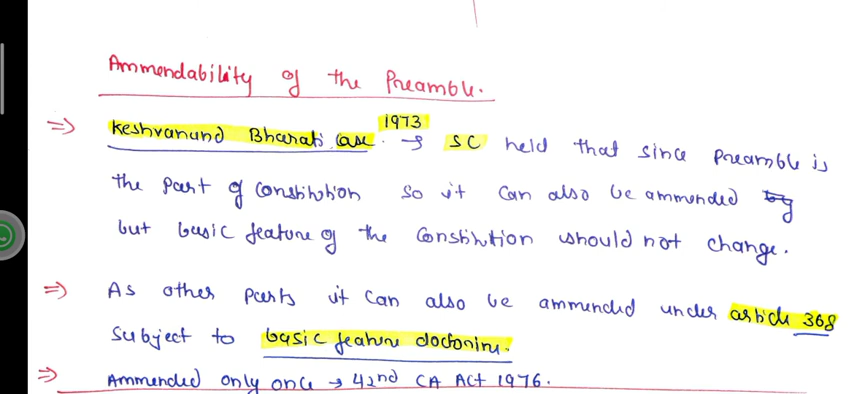 Ammendability of the Preamble.
⇒ Keshvanand Bharati Case. 1973 → SC held that since Preamble is
the part of Constitution so it can also be ammended
but basic feature of the Constitution should not change.
⇒ As other parts it can also be ammended under article 368
subject to basic feature doctorine.
⇒ Ammended only once → 42nd CA Act 1976.